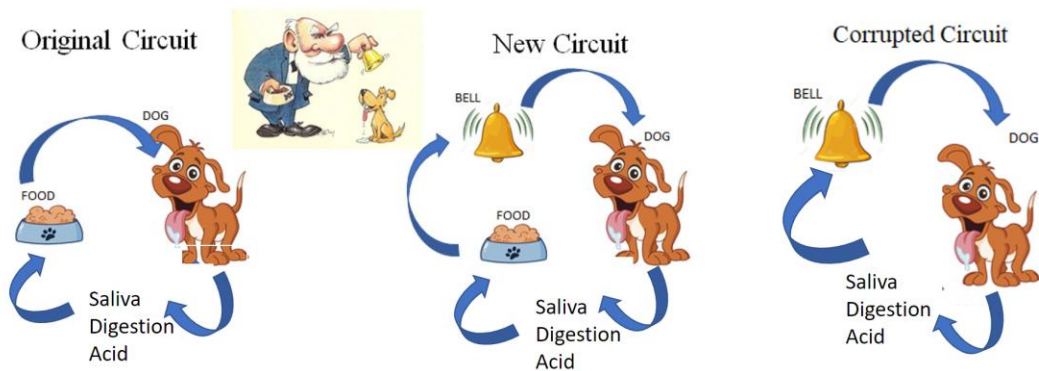 Original Circuit
DOG
FOOD
Saliva
Digestion
Acid
New Circuit
BELL
DOG
FOOD
Saliva
Digestion
Acid
Corrupted Circuit
BELL
DOG
Saliva
Digestion
Acid